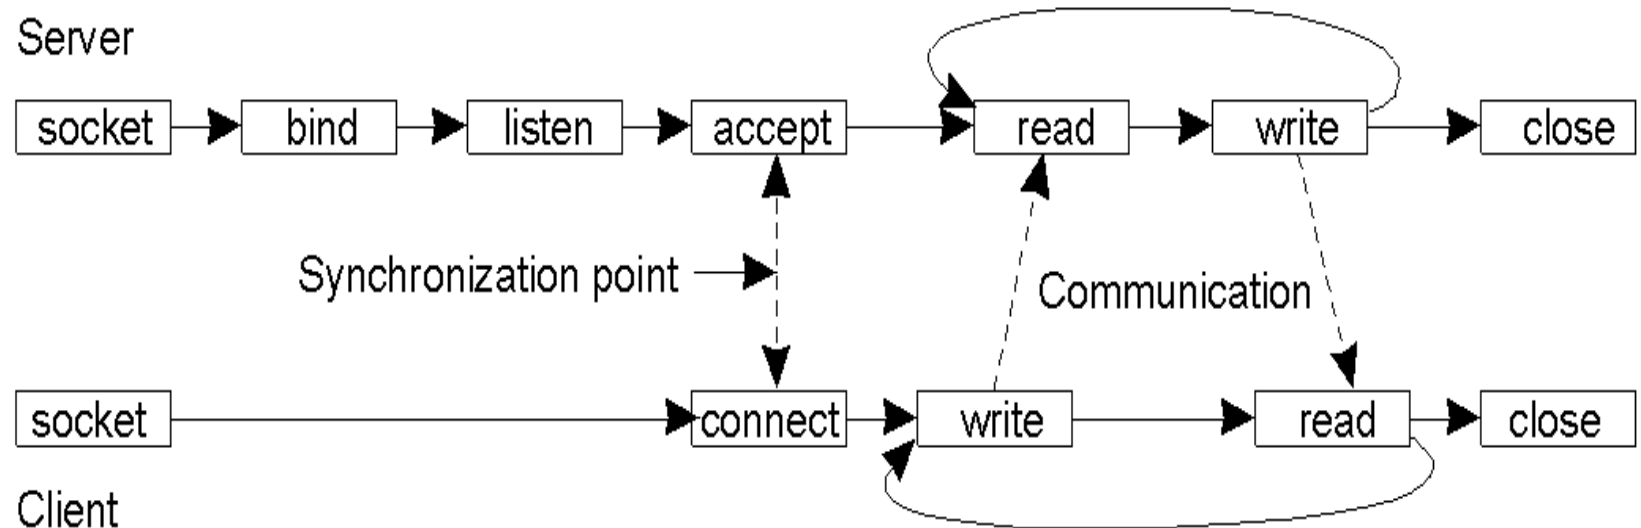 Server
socket bind listen accept read write close
Synchronization point
Communication
socket connect write read close
Client